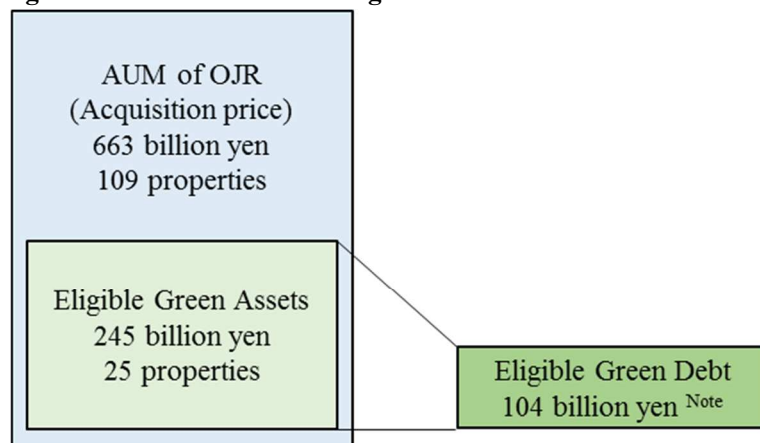 AUM of OJR
(Acquisition price)
663 billion yen
109 properties
Eligible Green Assets
245 billion yen
25 properties
Eligible Green Debt
104 billion yen Note